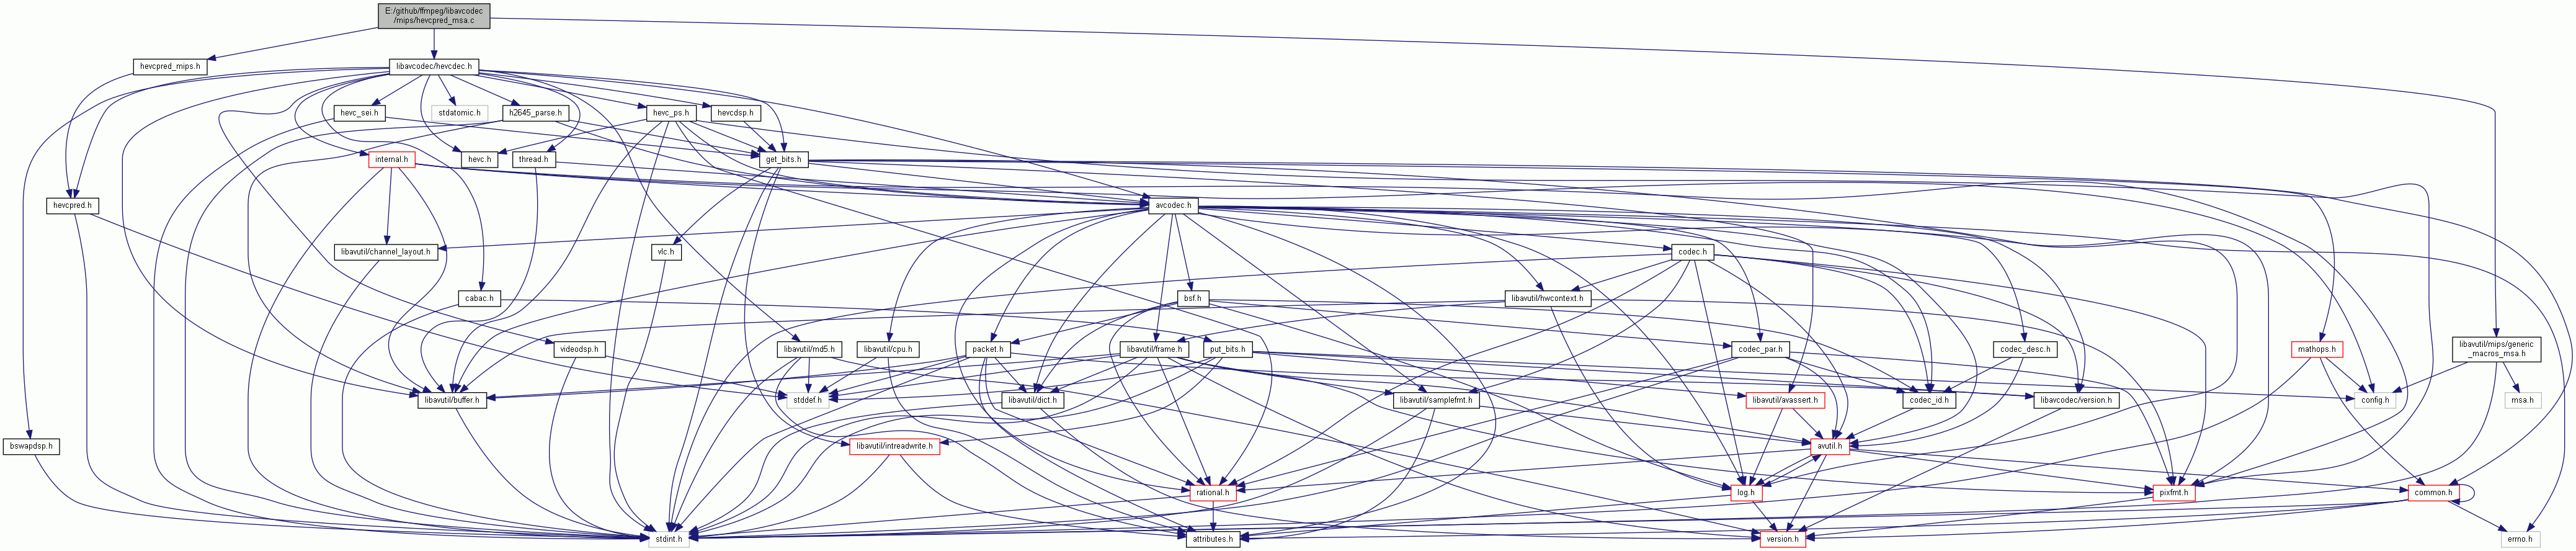 E:/github/ffmpeg/libavcodec
/mips/hevcpred_msa.c
hevcpred_mips.h
libavcodec/hevcdec.h
hevc_sei.h
stdatomic.h
h2645_parse.h
hevc_ps.h
hevcdsp.h
internal.h
hevc.h
thread.h
get_bits.h
hevcpred.h
avcodec.h
libavutil/channel_layout.h
vlc.h
codec.h
cabac.h
bsf.h
libavutil/hwcontext.h
videodsp.h
libavutil/md5.h
libavutil/cpu.h
packet.h
libavutil/frame.h
put_bits.h
codec_par.h
codec_desc.h
mathops.h
libavutil/mips/generic
_macros_msa.h
libavutil/buffer.h
stddef.h
libavutil/dict.h
libavutil/samplefmt.h
libavutil/avassert.h
codec_id.h
libavcodec/version.h
config.h
msa.h
bswapdsp.h
libavutil/intreadwrite.h
avutil.h
rational.h
log.h
pixfmt.h
common.h
stdint.h
attributes.h
version.h
errno.h